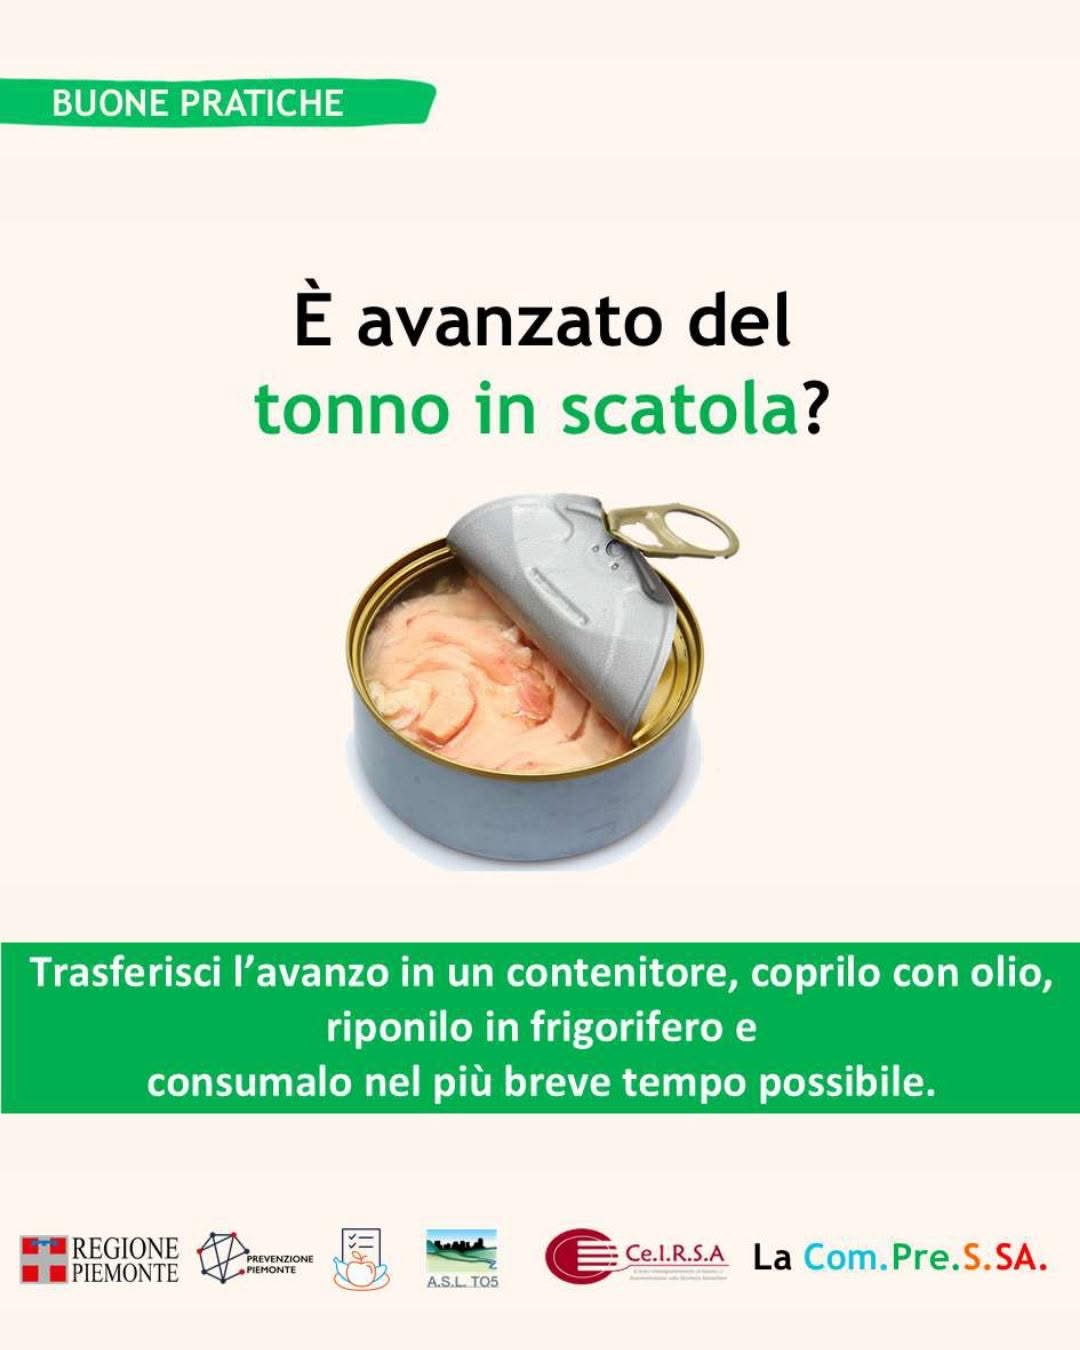 BUONE PRATICHE
È avanzato del
tonno in scatola?
Trasferisci l'avanzo in un contenitore, coprilo con olio,
riponilo in frigorifero e
consumalo nel più breve tempo possibile.
REGIONE
PIEMONTE
PREVENZIONE
PIEMONTE
A.S.L. TO5
Ce.I.R.S.A
La Com.Pre.S.SA.